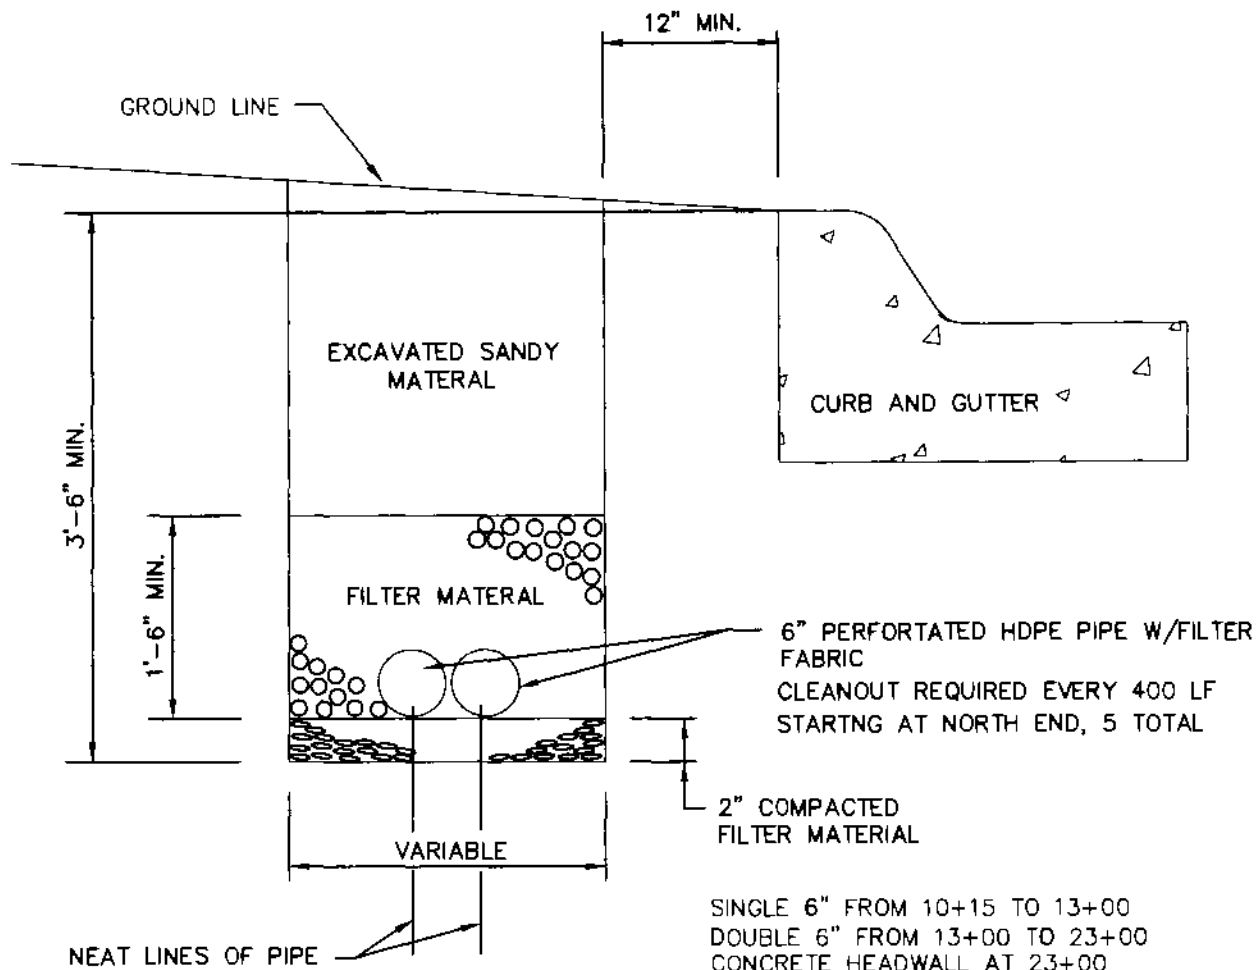 12" MIN.
GROUND LINE
EXCAVATED SANDY
MATERAL
CURB AND GUTTER
3'-6" MIN.
1'-6" MIN.
FILTER MATERAL
6" PERFORTATED HDPE PIPE W/FILTER
FABRIC
CLEANOUT REQUIRED EVERY 400 LF
STARTNG AT NORTH END, 5 TOTAL
2" COMPACTED
FILTER MATERIAL
VARIABLE
NEAT LINES OF PIPE
SINGLE 6" FROM 10+15 TO 13+00
DOUBLE 6" FROM 13+00 TO 23+00
CONCRETE HEADWALL AT 23+00